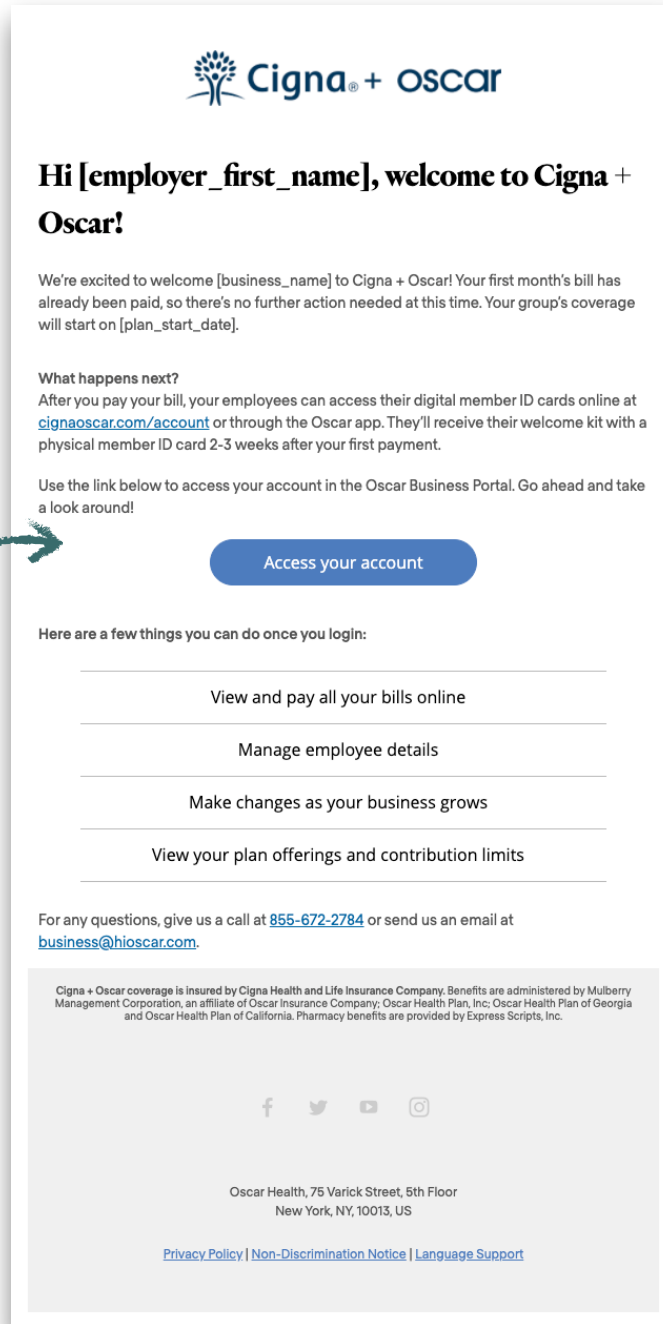 Cigna® + oscar
Hi [employer_first_name], welcome to Cigna +
Oscar!
We're excited to welcome [business_name] to Cigna + Oscar! Your first month's bill has
already been paid, so there's no further action needed at this time. Your group's coverage
will start on [plan_start_date].
What happens next?
After you pay your bill, your employees can access their digital member ID cards online at
cignaoscar.com/account or through the Oscar app. They'll receive their welcome kit with a
physical member ID card 2-3 weeks after your first payment.
Use the link below to access your account in the Oscar Business Portal. Go ahead and take
a look around!
Access your account
Here are a few things you can do once you login:
View and pay all your bills online
Manage employee details
Make changes as your business grows
View your plan offerings and contribution limits
For any questions, give us a call at 855-672-2784 or send us an email at
business@hioscar.com.
Cigna + Oscar coverage is insured by Cigna Health and Life Insurance Company. Benefits are administered by Mulberry
Management Corporation, an affiliate of Oscar Insurance Company; Oscar Health Plan, Inc; Oscar Health Plan of Georgia
and Oscar Health Plan of California. Pharmacy benefits are provided by Express Scripts, Inc.
Oscar Health, 75 Varick Street, 5th Floor
New York, NY, 10013, US
Privacy Policy | Non-Discrimination Notice | Language Support